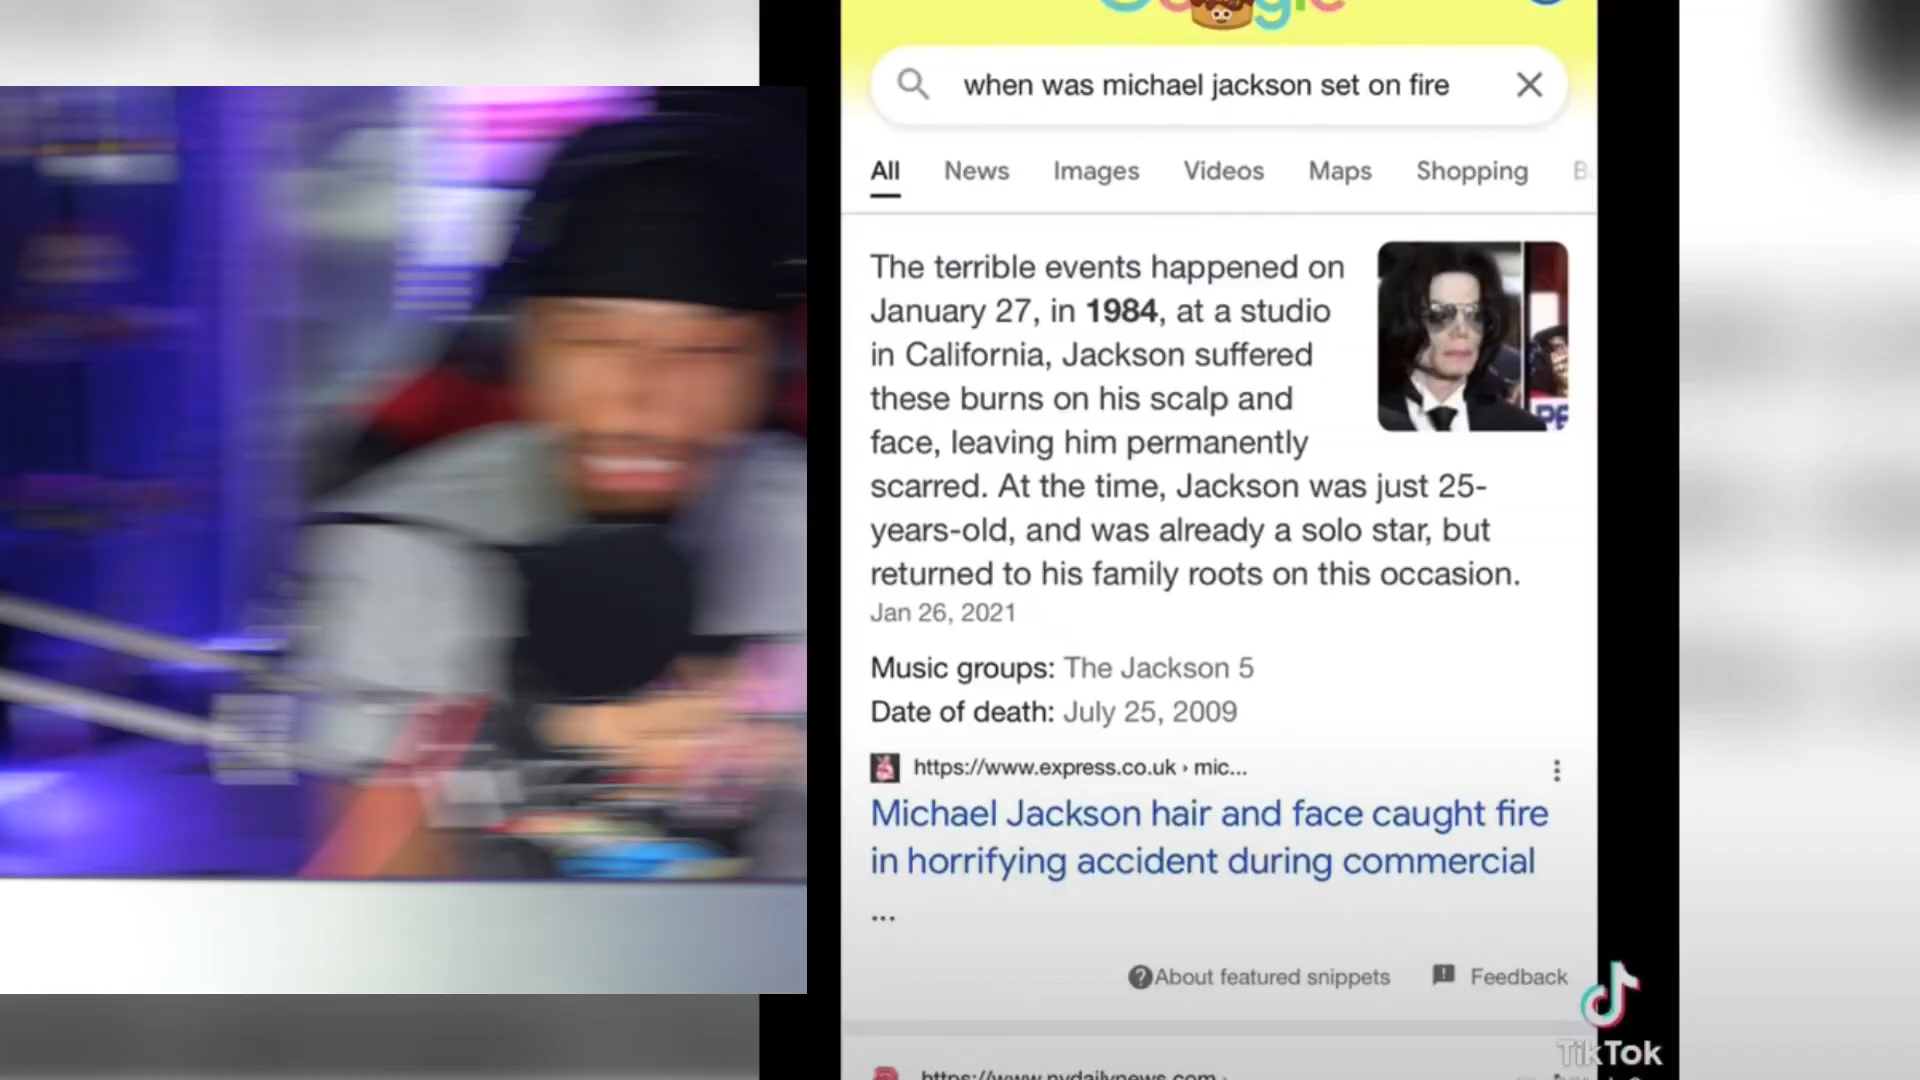 Google
when was michael jackson set on fire
All News Images Videos Maps Shopping
The terrible events happened on
January 27, in 1984, at a studio
in California, Jackson suffered
these burns on his scalp and
face, leaving him permanently
scarred. At the time, Jackson was just 25-
years-old, and was already a solo star, but
returned to his family roots on this occasion.
Jan 26, 2021
Music groups: The Jackson 5
Date of death: July 25, 2009
https://www.express.co.uk › mic...
Michael Jackson hair and face caught fire
in horrifying accident during commercial
...
About featured snippets Feedback
TikTok
https://www.nydailynews.com ›